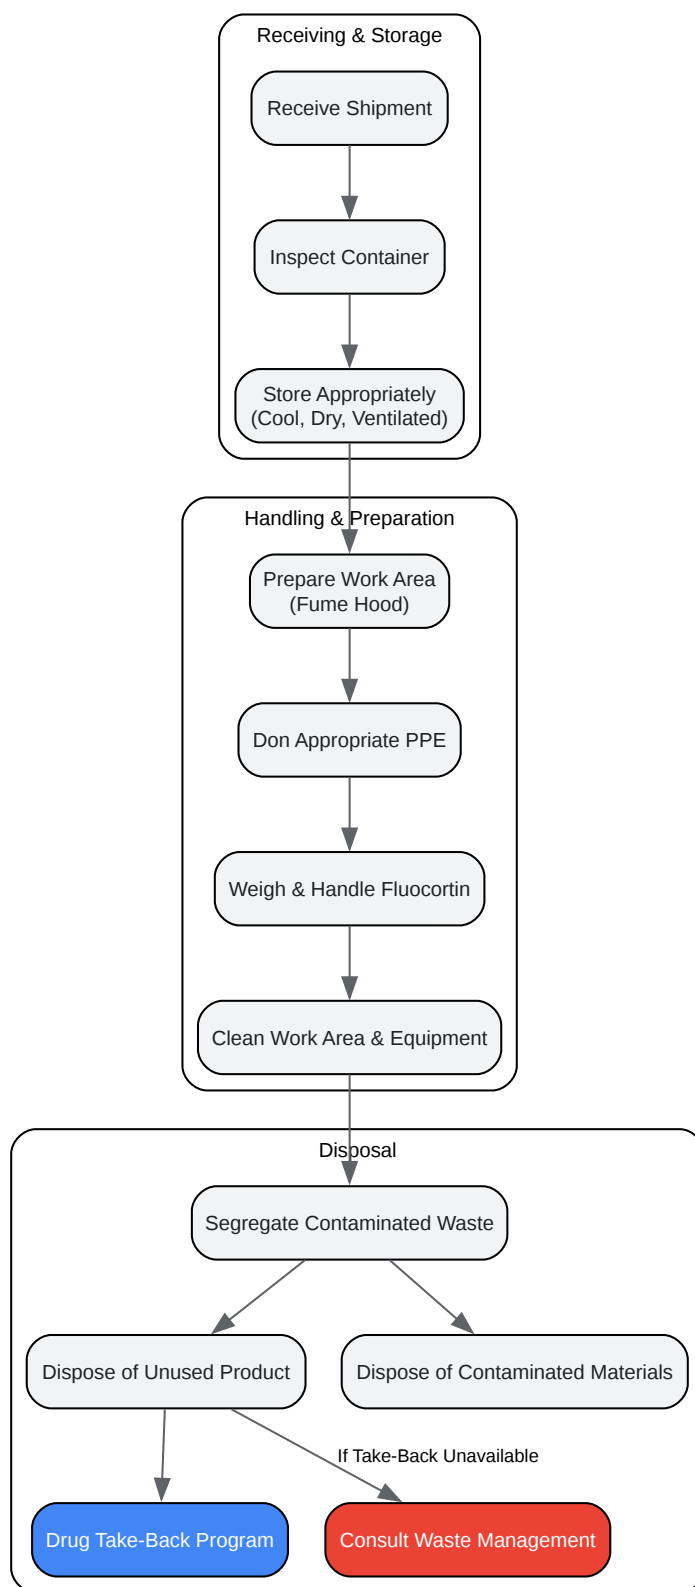 Receiving & Storage
Receive Shipment
Inspect Container
Store Appropriately
(Cool, Dry, Ventilated)
Handling & Preparation
Prepare Work Area
(Fume Hood)
Don Appropriate PPE
Weigh & Handle Fluocortin
Clean Work Area & Equipment
Disposal
Segregate Contaminated Waste
Dispose of Unused Product
Dispose of Contaminated Materials
If Take-Back Unavailable
Drug Take-Back Program
Consult Waste Management